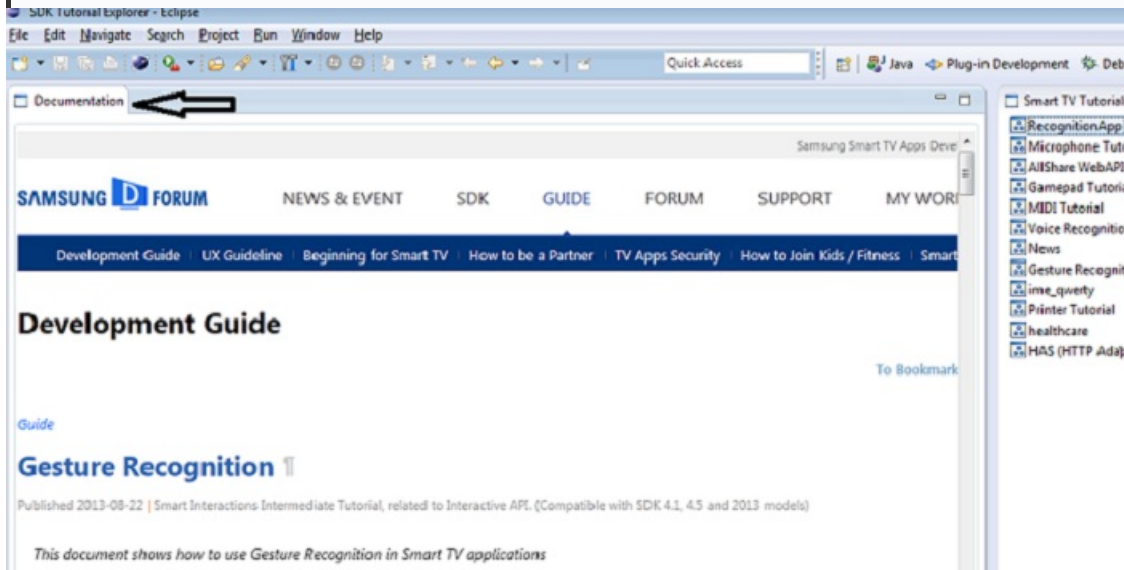 SDK Tutorial Explorer - Eclipse
File Edit Navigate Search Project Run Window Help
Quick Access Java Plug-in Development Deb
Documentation
Smart TV Tutorial
Samsung Smart TV Apps Deve
SAMSUNG D FORUM NEWS & EVENT SDK GUIDE FORUM SUPPORT MY WOR
Development Guide UX Guideline Beginning for Smart TV How to be a Partner TV Apps Security How to Join Kids / Fitness Smart
Development Guide
To Bookmark
Guide
Gesture Recognition ¶
Published 2013-08-22 | Smart Interactions Intermediate Tutorial, related to Interactive API. (Compatible with SDK 4.1, 4.5 and 2013 models)
This document shows how to use Gesture Recognition in Smart TV applications
RecognitionApp
Microphone Tuto
AllShare WebAPI
Gamepad Tutoria
MIDI Tutorial
Voice Recognitio
News
Gesture Recognit
ime_qwerty
Printer Tutorial
healthcare
HAS (HTTP Adap